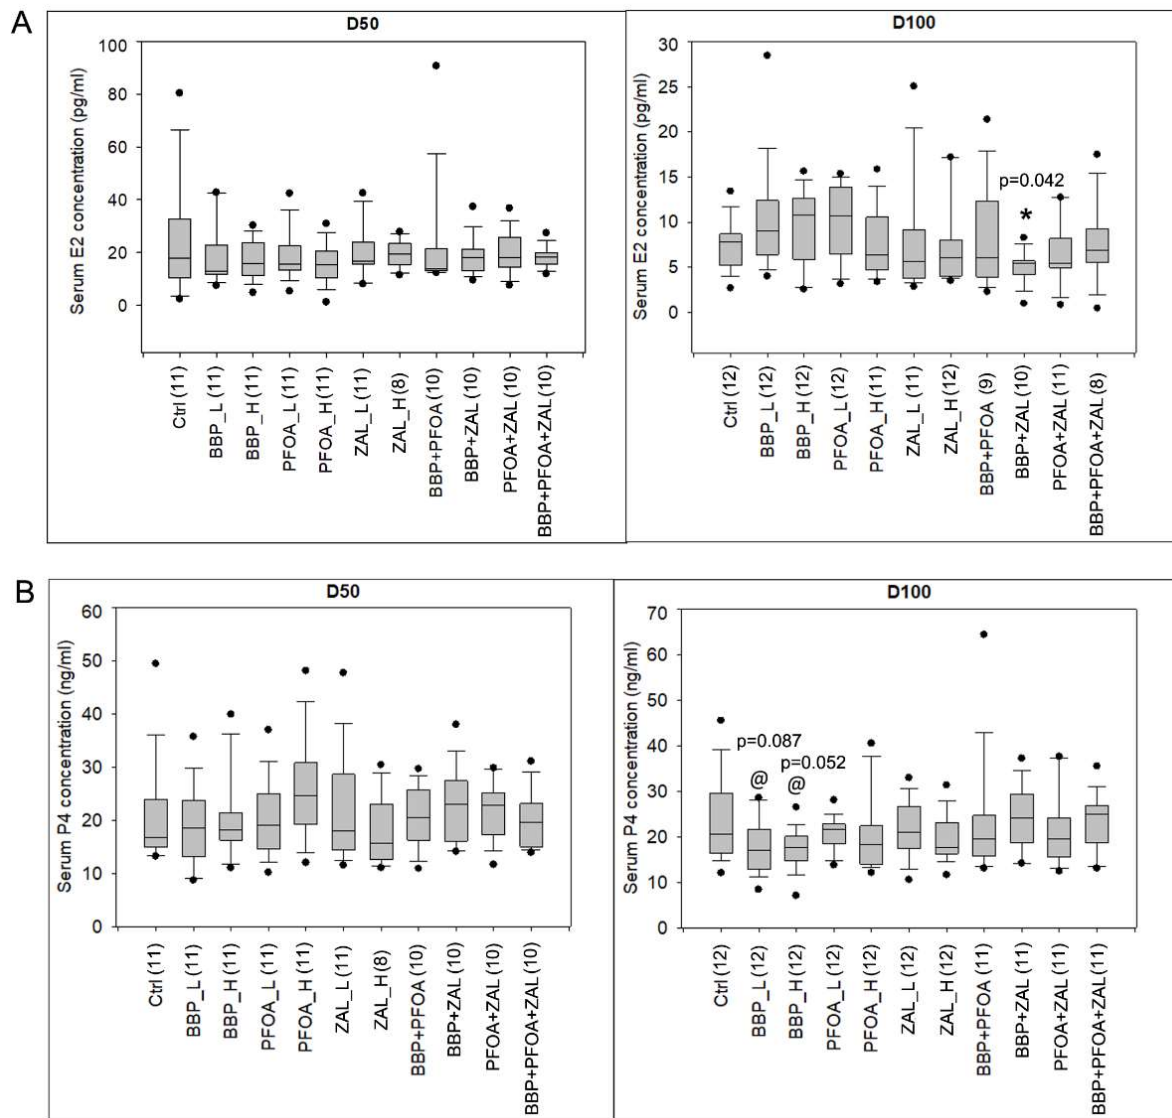 A
D50
Serum E2 concentration (pg/ml)
100
80
60
40
20
0
Ctrl (11)
BBP_L (11)
BBP_H (11)
PFOA_L (11)
PFOA_H (11)
ZAL_L (11)
ZAL_H (8)
BBP+PFOA (10)
BBP+ZAL (10)
PFOA+ZAL (10)
BBP+PFOA+ZAL (10)
D100
Serum E2 concentration (pg/ml)
30
25
20
15
10
5
0
p=0.042
*
Ctrl (12)
BBP_L (12)
BBP_H (12)
PFOA_L (12)
PFOA_H (11)
ZAL_L (11)
ZAL_H (12)
BBP+PFOA (9)
BBP+ZAL (10)
PFOA+ZAL (11)
BBP+PFOA+ZAL (8)
B
D50
Serum P4 concentration (ng/ml)
60
50
40
30
20
10
0
Ctrl (11)
BBP_L (11)
BBP_H (11)
PFOA_L (11)
PFOA_H (11)
ZAL_L (11)
ZAL_H (8)
BBP+PFOA (10)
BBP+ZAL (10)
PFOA+ZAL (10)
BBP+PFOA+ZAL (10)
D100
Serum P4 concentration (ng/ml)
70
60
50
40
30
20
10
0
p=0.087
@
p=0.052
@
Ctrl (12)
BBP_L (12)
BBP_H (12)
PFOA_L (12)
PFOA_H (12)
ZAL_L (12)
ZAL_H (12)
BBP+PFOA (11)
BBP+ZAL (11)
PFOA+ZAL (11)
BBP+PFOA+ZAL (11)